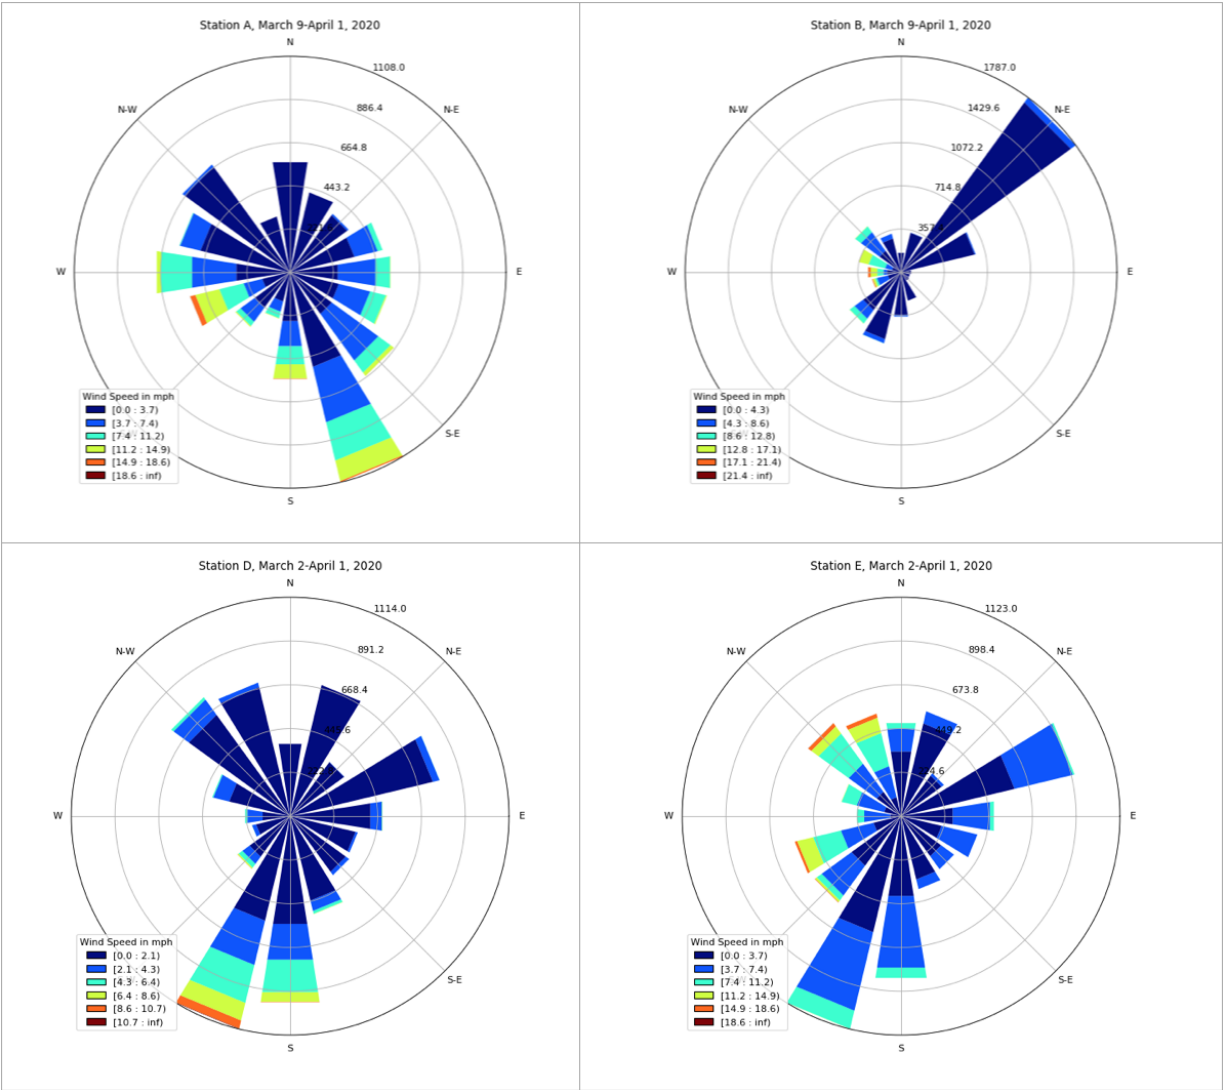 Station A, March 9-April 1, 2020
N
1108.0
N-W
886.4
N-E
664.8
443.2
W
E
Wind Speed in mph
[0.0 : 3.7)
[3.7 : 7.4)
[7.4 : 11.2)
[11.2 : 14.9)
[14.9 : 18.6)
[18.6 : inf)
S-E
S
Station B, March 9-April 1, 2020
N
1787.0
N-W
1429.6
N-E
1072.2
714.8
W
E
Wind Speed in mph
[0.0 : 4.3)
[4.3 : 8.6)
[8.6 : 12.8)
[12.8 : 17.1)
[17.1 : 21.4)
[21.4 : inf)
S-E
S
Station D, March 2-April 1, 2020
N
1114.0
N-W
891.2
N-E
668.4
445.6
W
E
Wind Speed in mph
[0.0 : 2.1)
[2.1 : 4.3)
[4.3 : 6.4)
[6.4 : 8.6)
[8.6 : 10.7)
[10.7 : inf)
S-E
S
Station E, March 2-April 1, 2020
N
1123.0
N-W
898.4
N-E
673.8
449.2
W
E
Wind Speed in mph
[0.0 : 3.7)
[3.7 : 7.4)
[7.4 : 11.2)
[11.2 : 14.9)
[14.9 : 18.6)
[18.6 : inf)
S-E
S